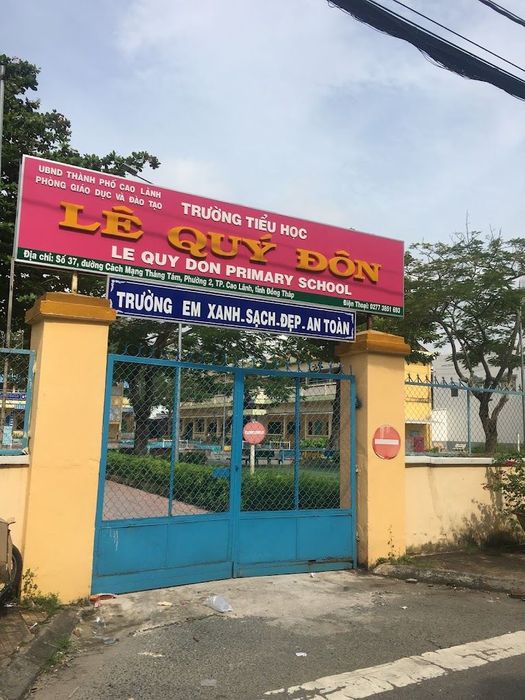 UBND THÀNH PHỐ CAO LÃNH
PHÒNG GIÁO DỤC VÀ ĐÀO TẠO
TRƯỜNG TIỂU HỌC
LÊ QUÝ ĐÔN
LE QUY DON PRIMARY SCHOOL
Địa chỉ: Số 37, đường Cách Mạng Tháng Tám, Phường 2, TP. Cao Lãnh, tỉnh Đồng Tháp
Điện Thoại: 0277 3851 693
TRƯỜNG EM XANH-SẠCH-ĐẸP-AN TOÀN